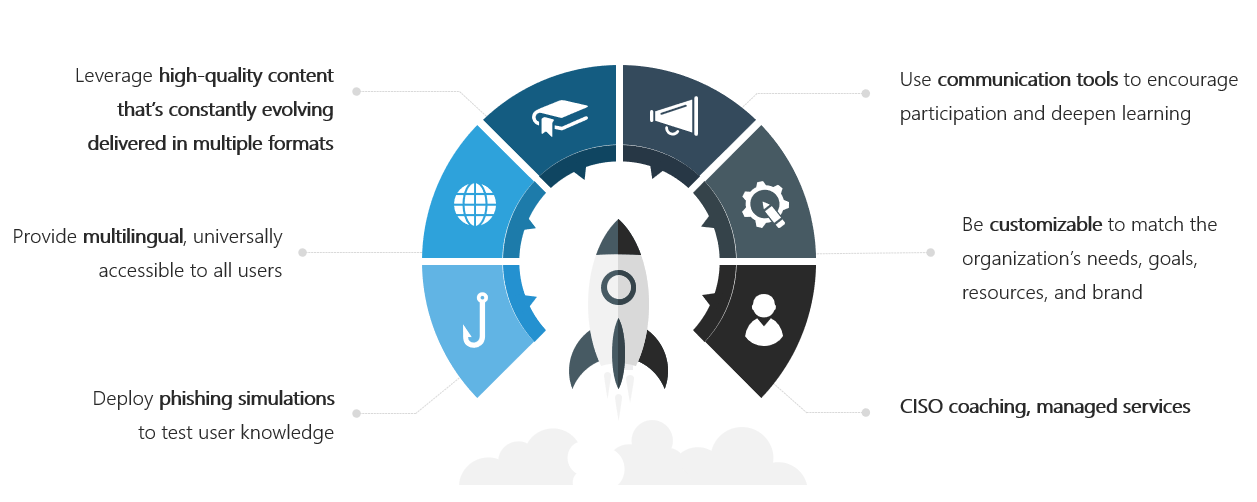 Leverage high-quality content
that’s constantly evolving
delivered in multiple formats
Provide multilingual, universally
accessible to all users
Deploy phishing simulations
to test user knowledge
Use communication tools to encourage
participation and deepen learning
Be customizable to match the
organization’s needs, goals,
resources, and brand
CISO coaching, managed services